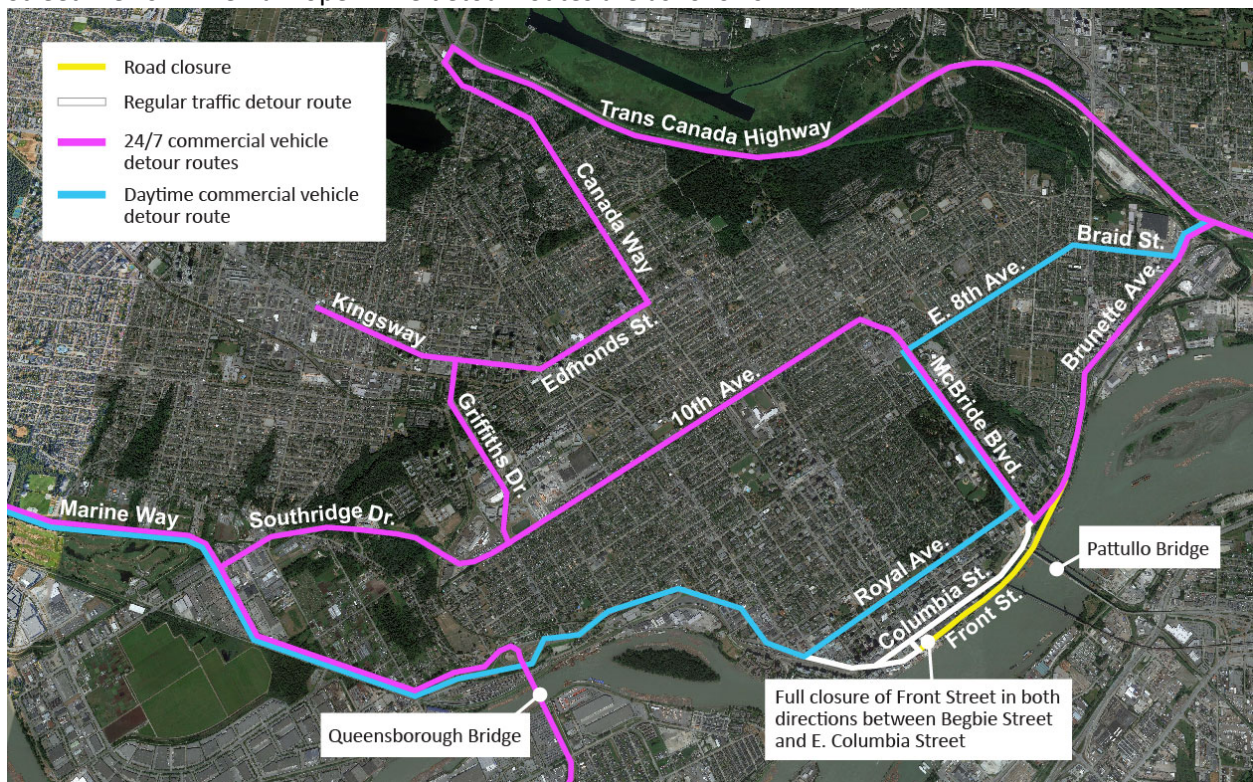 Road closure
Regular traffic detour route
24/7 commercial vehicle
detour routes
Daytime commercial vehicle
detour route
Trans Canada Highway
Canada Way
Braid St.
E. 8th Ave.
Brunette Ave.
Kingsway
Edmonds St.
McBride Blvd.
10th Ave.
Griffiths Dr.
Marine Way
Southridge Dr.
Pattullo Bridge
Royal Ave.
Columbia St.
Front St.
Full closure of Front Street in both
directions between Begbie Street
and E. Columbia Street
Queensborough Bridge